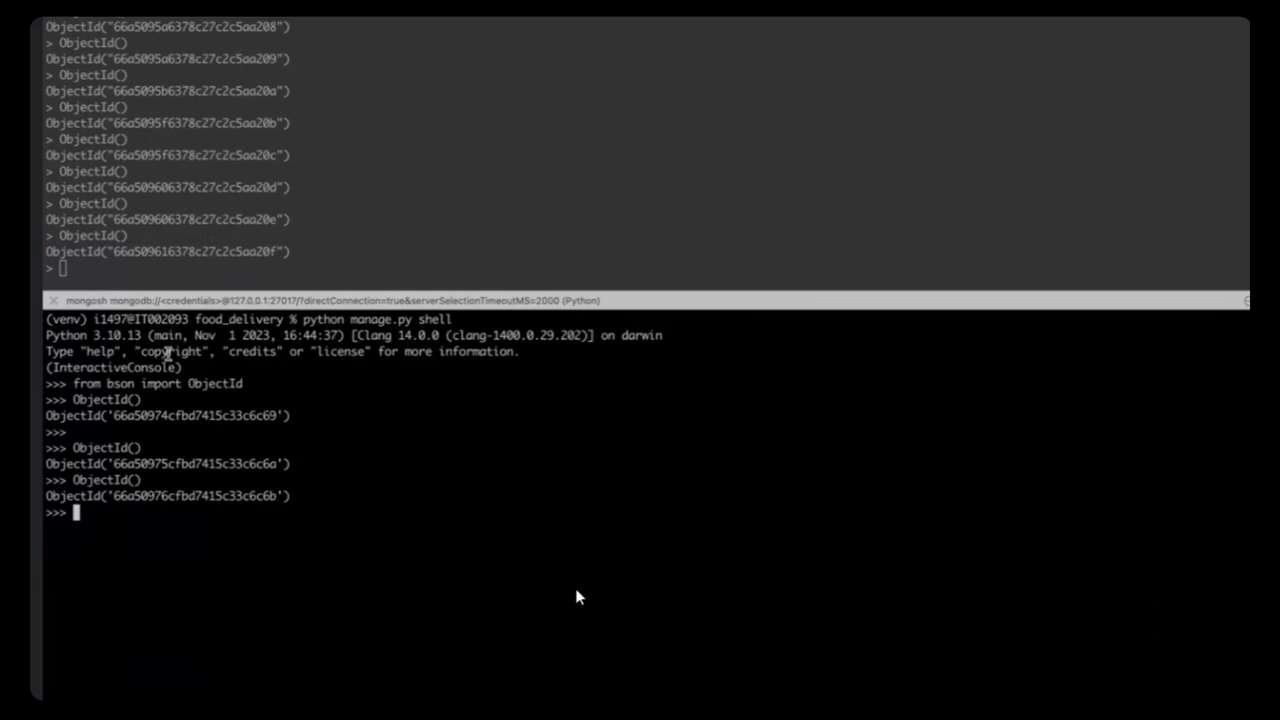 ObjectId("66a5095a6378c27c2c5aa208")
> ObjectId()
ObjectId("66a5095a6378c27c2c5aa209")
> ObjectId()
ObjectId("66a5095b6378c27c2c5aa20a")
> ObjectId()
ObjectId("66a5095f6378c27c2c5aa20b")
> ObjectId()
ObjectId("66a5095f6378c27c2c5aa20c")
> ObjectId()
ObjectId("66a509606378c27c2c5aa20d")
> ObjectId()
ObjectId("66a509606378c27c2c5aa20e")
> ObjectId()
ObjectId("66a509616378c27c2c5aa20f")
>
mongosh mongodb://<credentials>@127.0.0.1:27017/?directConnection=true&serverSelectionTimeoutMS=2000 (Python)
(venv) i1497@IT002093 food_delivery % python manage.py shell
Python 3.10.13 (main, Nov  1 2023, 16:44:37) [Clang 14.0.0 (clang-1400.0.29.202)] on darwin
Type "help", "copyright", "credits" or "license" for more information.
(InteractiveConsole)
>>> from bson import ObjectId
>>> ObjectId()
ObjectId('66a50974cfbd7415c33c6c69')
>>>
>>> ObjectId()
ObjectId('66a50975cfbd7415c33c6c6a')
>>> ObjectId()
ObjectId('66a50976cfbd7415c33c6c6b')
>>>